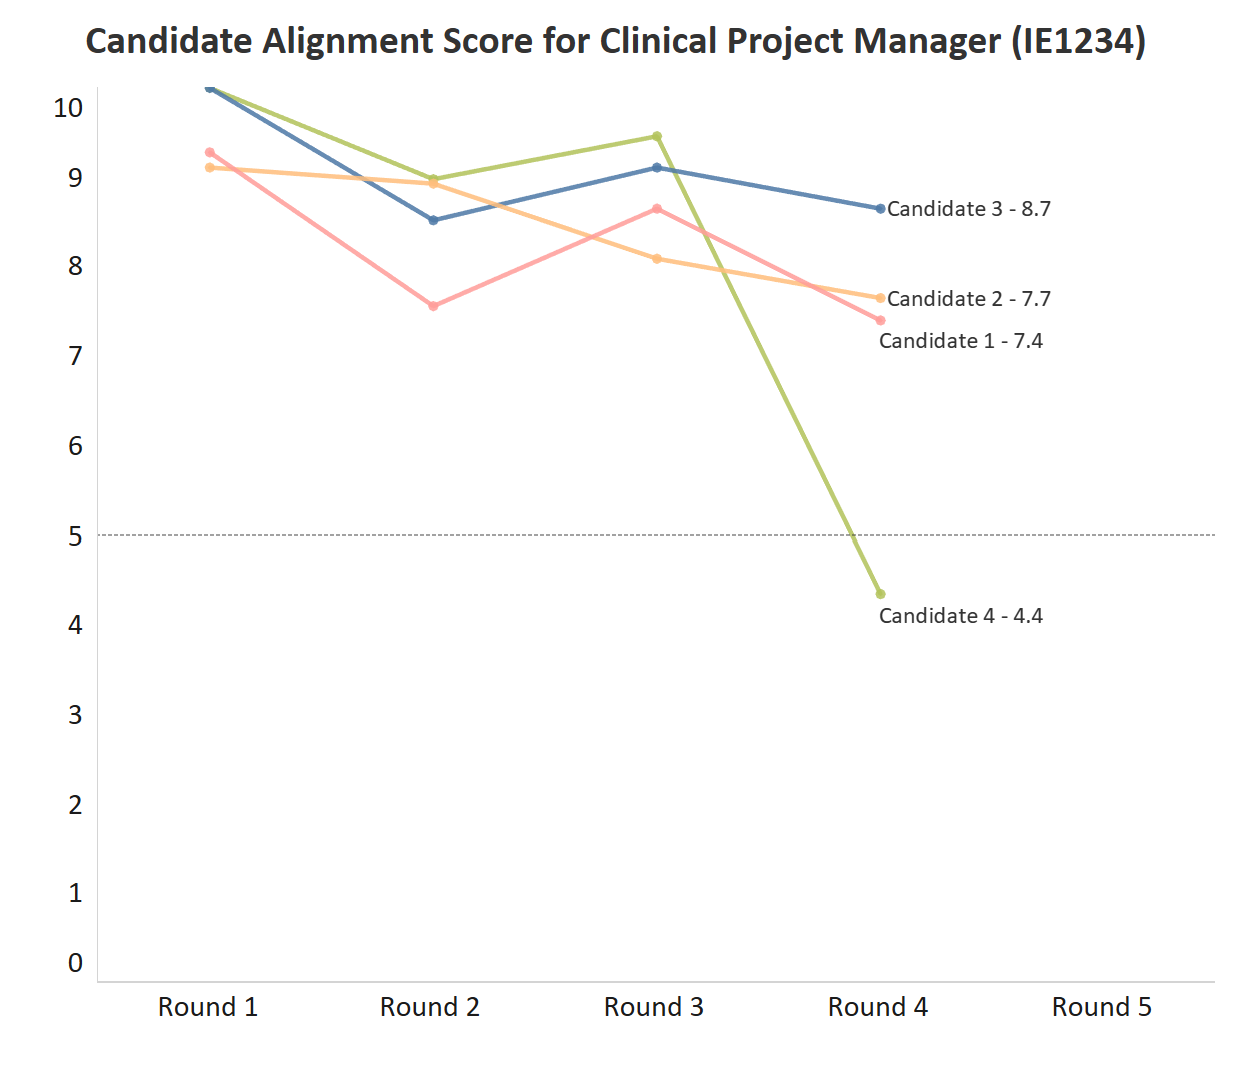 Candidate Alignment Score for Clinical Project Manager (IE1234)
10
9
8
7
6
5
4
3
2
1
0
Candidate 3 - 8.7
Candidate 2 - 7.7
Candidate 1 - 7.4
Candidate 4 - 4.4
Round 1 Round 2 Round 3 Round 4 Round 5